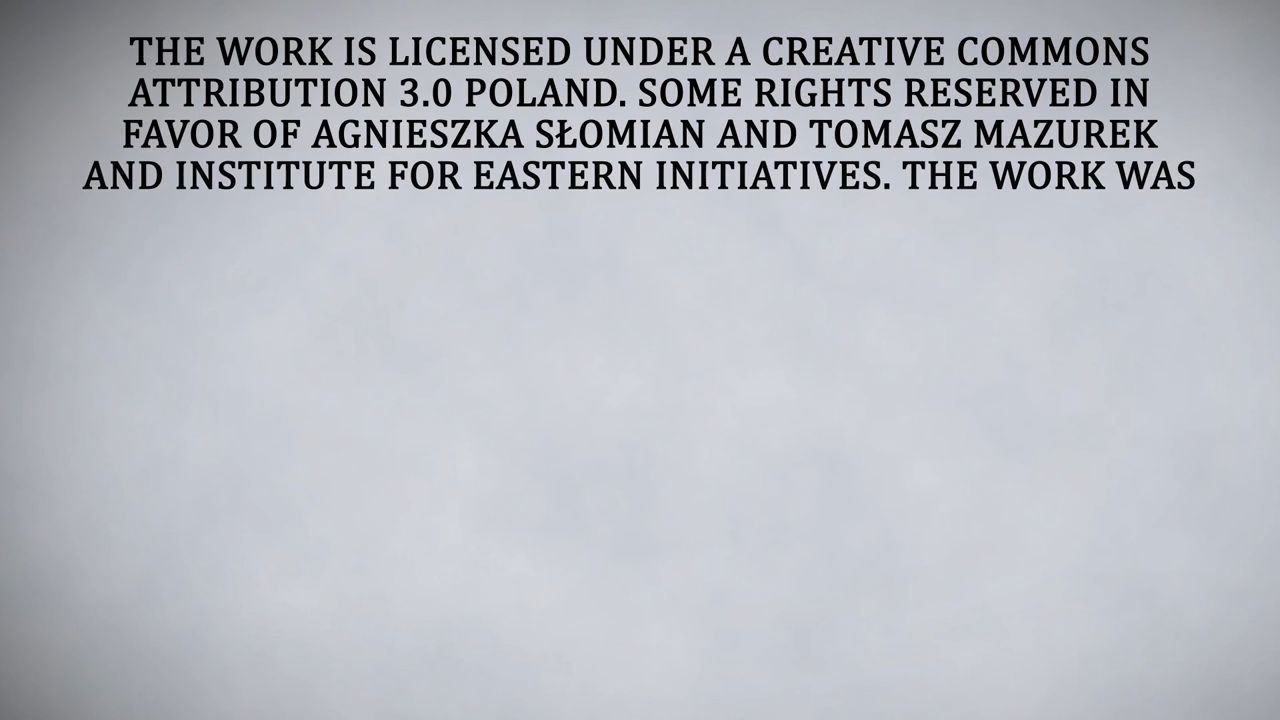 THE WORK IS LICENSED UNDER A CREATIVE COMMONS
ATTRIBUTION 3.0 POLAND. SOME RIGHTS RESERVED IN
FAVOR OF AGNIESZKA SŁOMIAN AND TOMASZ MAZUREK
AND INSTITUTE FOR EASTERN INITIATIVES. THE WORK WAS